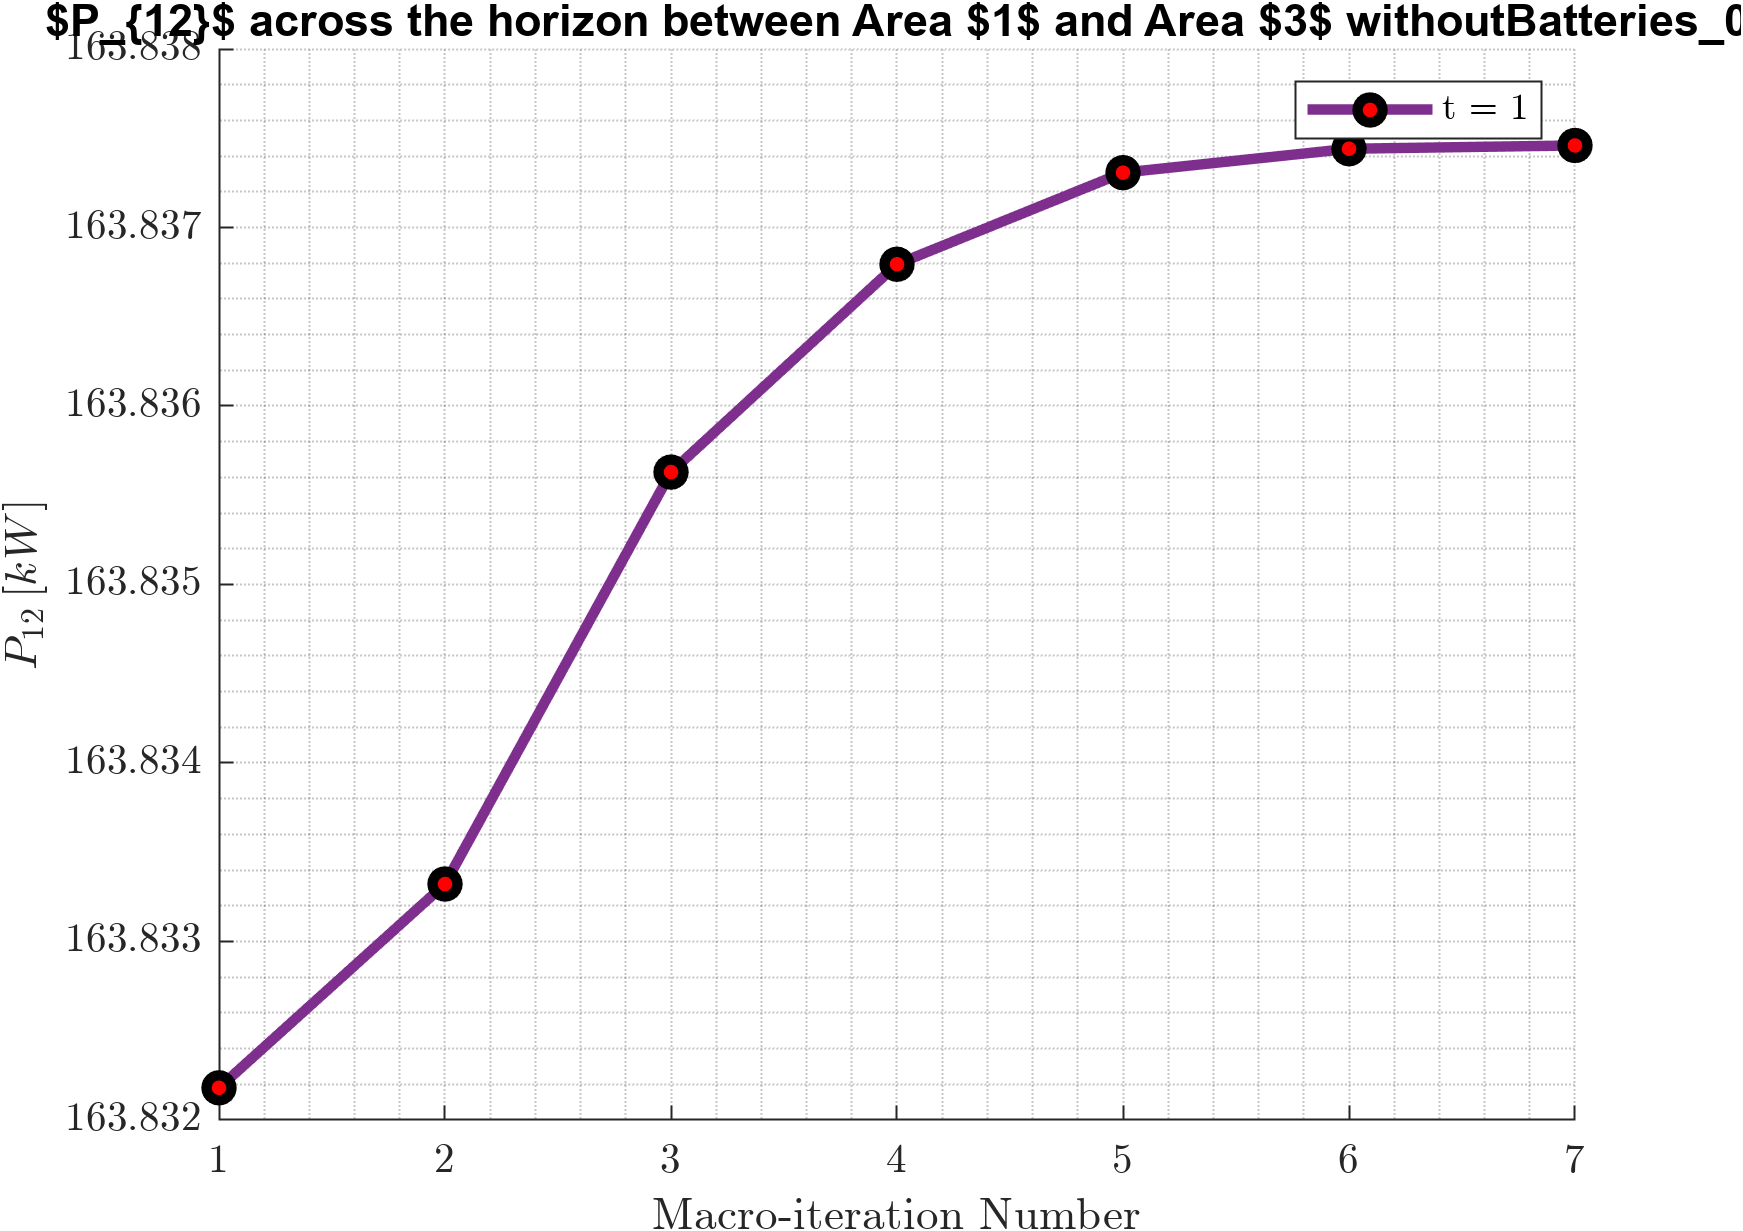 $P_{12}$ across the horizon between Area $1$ and Area $3$ withoutBatteries_0
163.838
t = 1
163.837
163.836
163.835
163.834
163.833
163.832
P_{12} [kW]
1 2 3 4 5 6 7
Macro-iteration Number